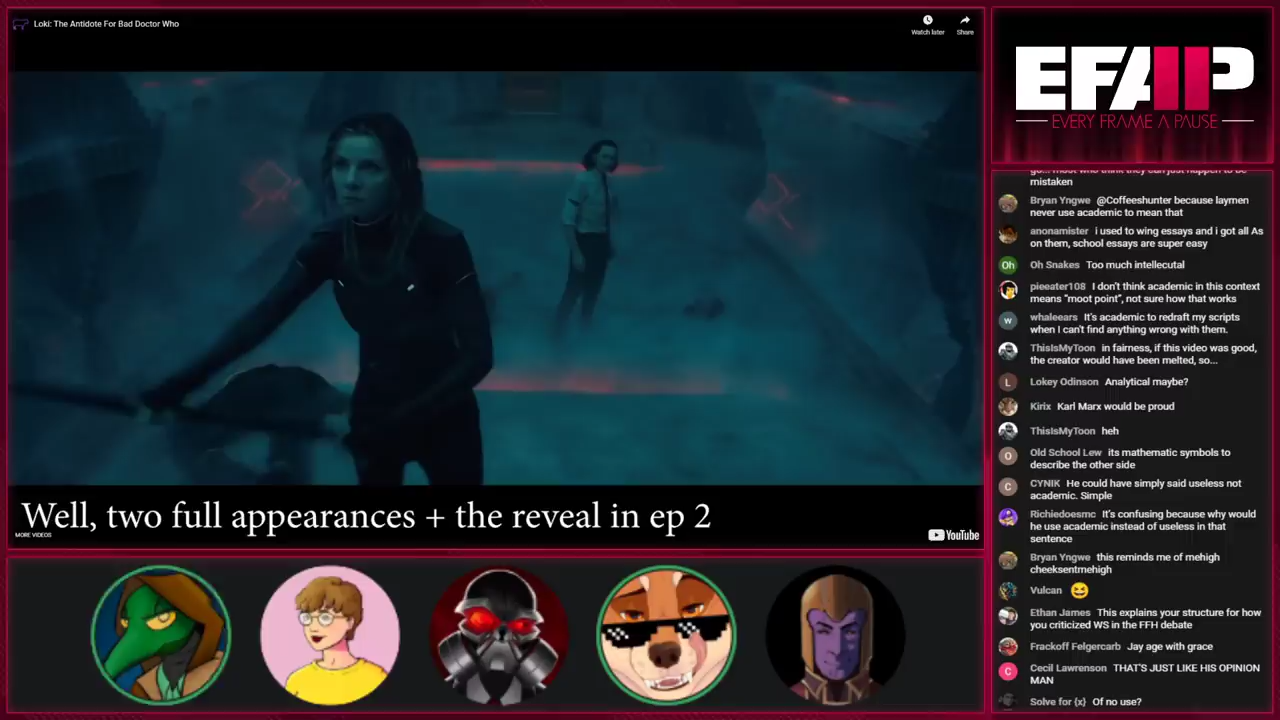 Loki: The Antidote For Bad Doctor Who
Watch later
Share
Well, two full appearances + the reveal in ep 2
MORE VIDEOS
YouTube
EFAP
EVERY FRAME A PAUSE
mistaken
Bryan Yngwe @Coffeeshunter because laymen
never use academic to mean that
anonamister i used to wing essays and i got all As
on them, school essays are super easy
Oh
Oh Snakes Too much intellecutal
pieeater108 I don't think academic in this context
means "moot point", not sure how that works
w
whaleears It's academic to redraft my scripts
when I can't find anything wrong with them.
ThisIsMyToon in fairness, if this video was good,
the creator would have been melted, so...
L
Lokey Odinson Analytical maybe?
Kirix Karl Marx would be proud
ThisIsMyToon heh
O
Old School Lew its mathematic symbols to
describe the other side
C
CYNIK He could have simply said useless not
academic. Simple
Richiedoesmc It's confusing because why would
he use academic instead of useless in that
sentence
Bryan Yngwe this reminds me of mehigh
cheeksentmehigh
Vulcan 😆
Ethan James This explains your structure for how
you criticized WS in the FFH debate
Frackoff Felgercarb Jay age with grace
C
Cecil Lawrenson THAT'S JUST LIKE HIS OPINION
MAN
Solve for {x} Of no use?